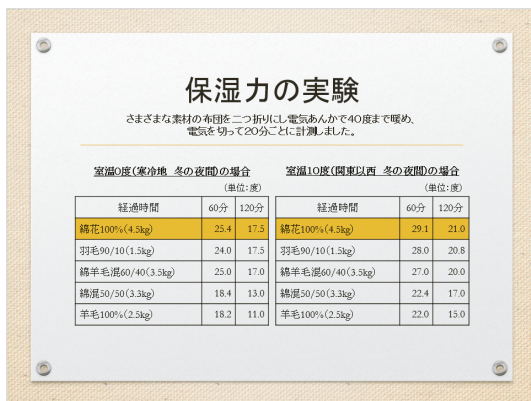 保湿力の実験
さまざまな素材の布団を二つ折りにし電気あんかで40度まで暖め、
電気を切って20分ごとに計測しました。
室温0度(寒冷地 冬の夜間)の場合
(単位:度)
経過時間 60分 120分
綿花100%(4.5kg) 25.4 17.5
羽毛90/10(1.5kg) 24.0 17.5
綿羊毛混60/40(3.5kg) 25.0 17.0
綿混50/50(3.3kg) 18.4 13.0
羊毛100%(2.5kg) 18.2 11.0
室温10度(関東以西 冬の夜間)の場合
(単位:度)
経過時間 60分 120分
綿花100%(4.5kg) 29.1 21.0
羽毛90/10(1.5kg) 28.0 20.8
綿羊毛混60/40(3.5kg) 27.0 20.0
綿混50/50(3.3kg) 22.4 17.0
羊毛100%(2.5kg) 22.0 15.0